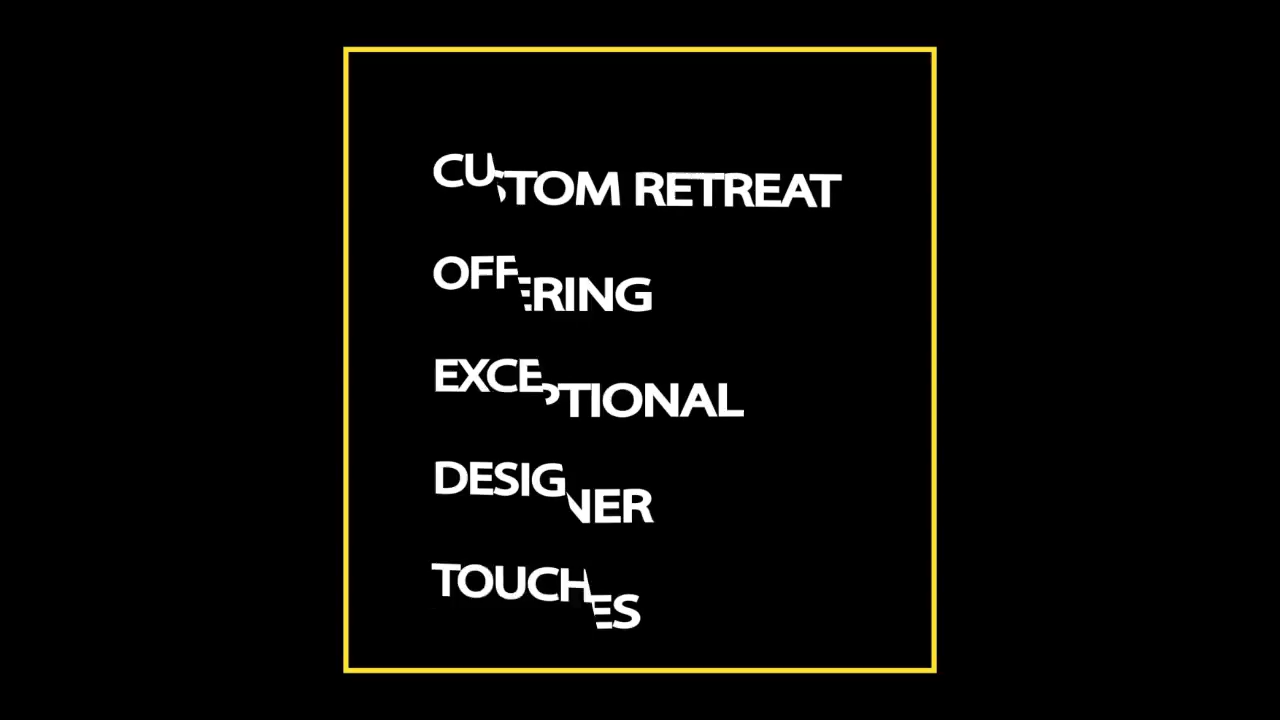 CUSTOM RETREAT
OFFERING
EXCEPTIONAL
DESIGNER
TOUCHES